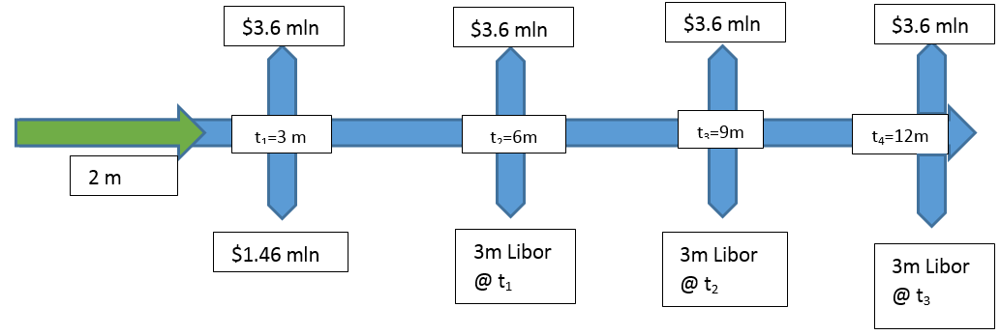 $3.6 mln
$3.6 mln
$3.6 mln
$3.6 mln
t₁=3 m
t₂=6m
t₃=9m
t₄=12m
2 m
$1.46 mln
3m Libor
@ t₁
3m Libor
@ t₂
3m Libor
@ t₃